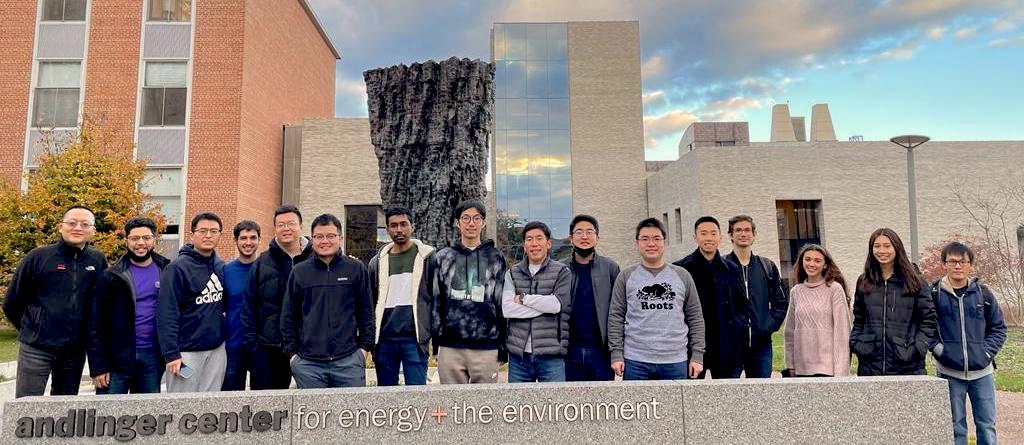 adidas
Roots
andlinger center for energy + the environment